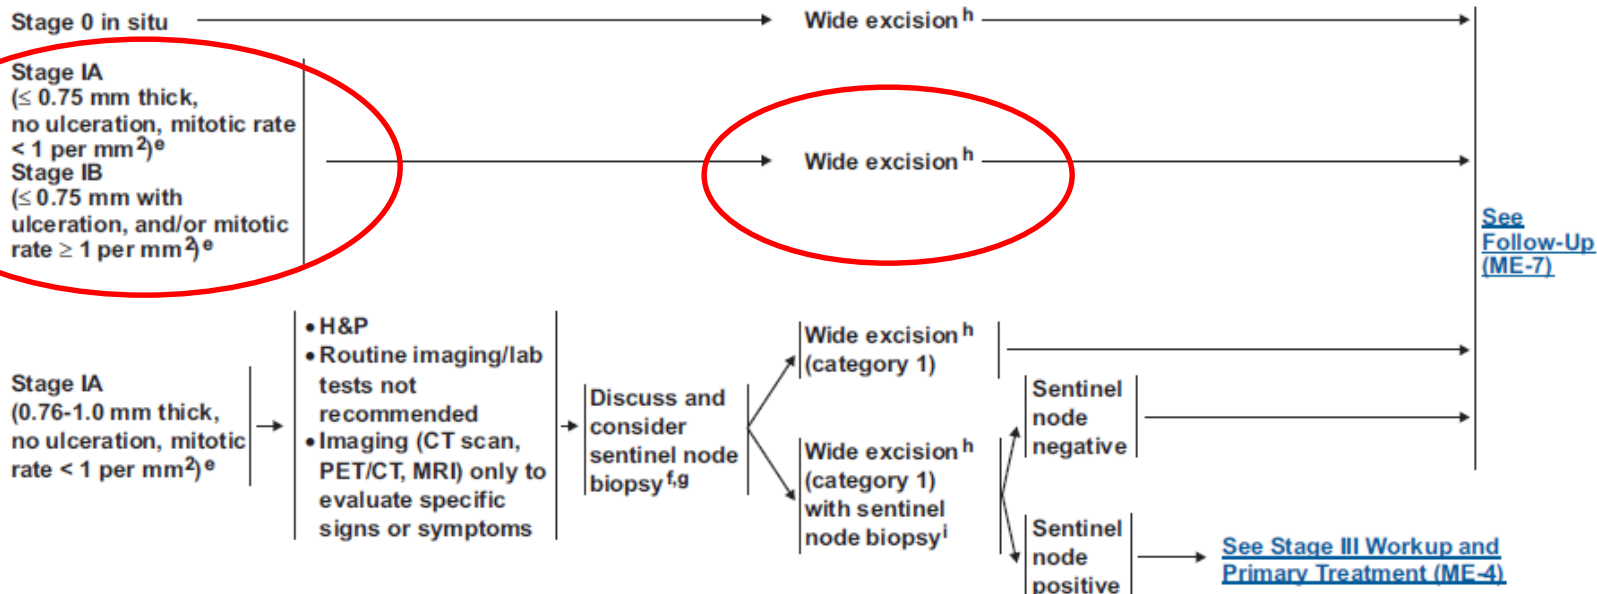 Stage 0 in situ
Wide excision h
Stage IA
(≤ 0.75 mm thick,
no ulceration, mitotic rate
< 1 per mm2)e
Stage IB
(≤ 0.75 mm with
ulceration, and/or mitotic
rate ≥ 1 per mm2)e
Wide excision h
See
Follow-Up
(ME-7)
Stage IA
(0.76-1.0 mm thick,
no ulceration, mitotic
rate < 1 per mm2)e
• H&P
• Routine imaging/lab
tests not
recommended
• Imaging (CT scan,
PET/CT, MRI) only to
evaluate specific
signs or symptoms
Discuss and
consider
sentinel node
biopsy f,g
Wide excision h
(category 1)
Wide excision h
(category 1)
with sentinel
node biopsy i
Sentinel
node
negative
Sentinel
node
positive
See Stage III Workup and
Primary Treatment (ME-4)